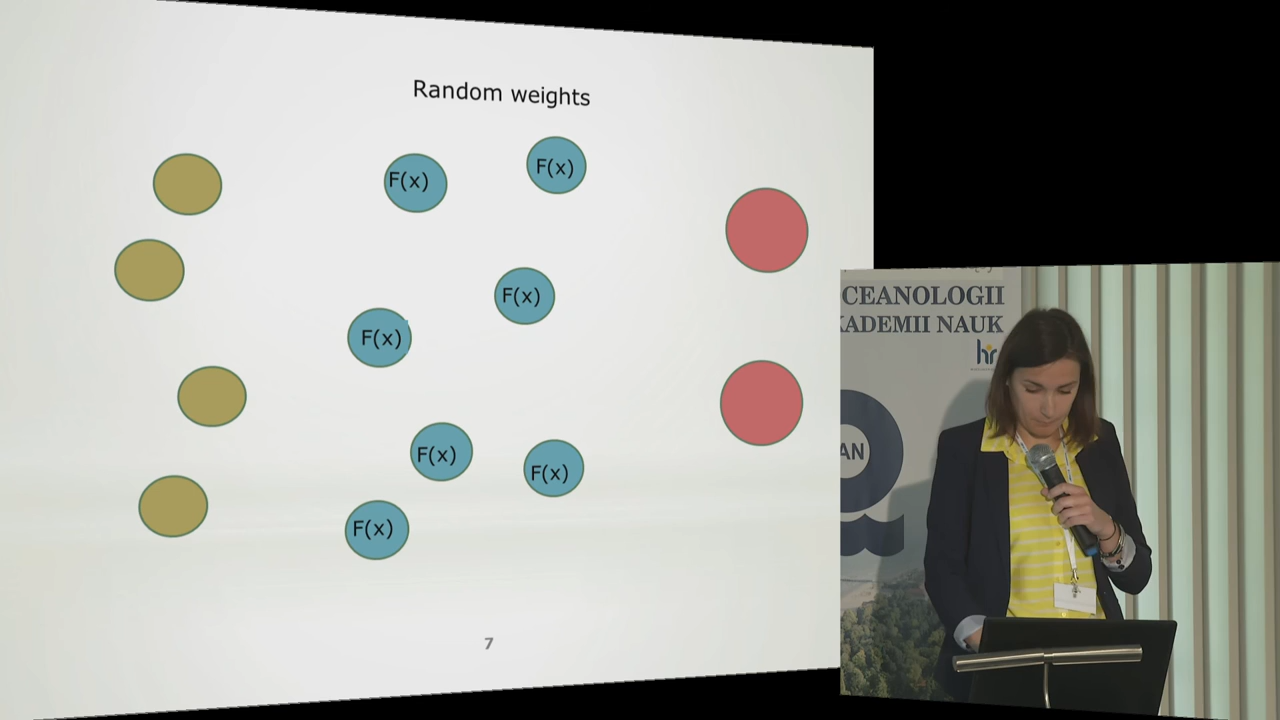 Random weights
F(x)
F(x)
F(x)
F(x)
F(x)
F(x)
F(x)
7
CEANOLOGII
KADEMII NAUK
hr
AN